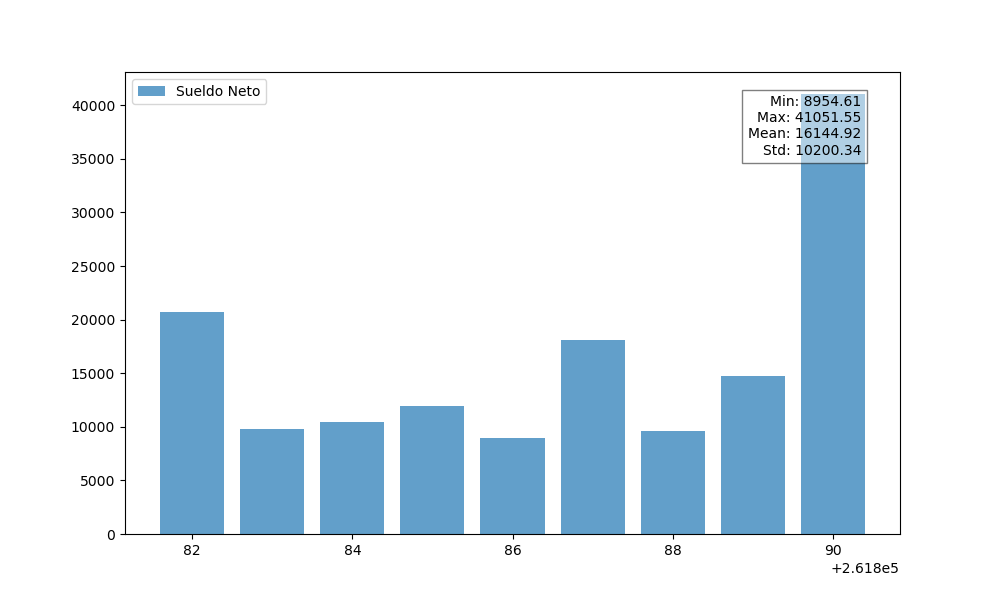 Sueldo Neto
Min: 8954.61
Max: 41051.55
Mean: 16144.92
Std: 10200.34
40000
35000
30000
25000
20000
15000
10000
5000
0
82 84 86 88 90
+2.618e5